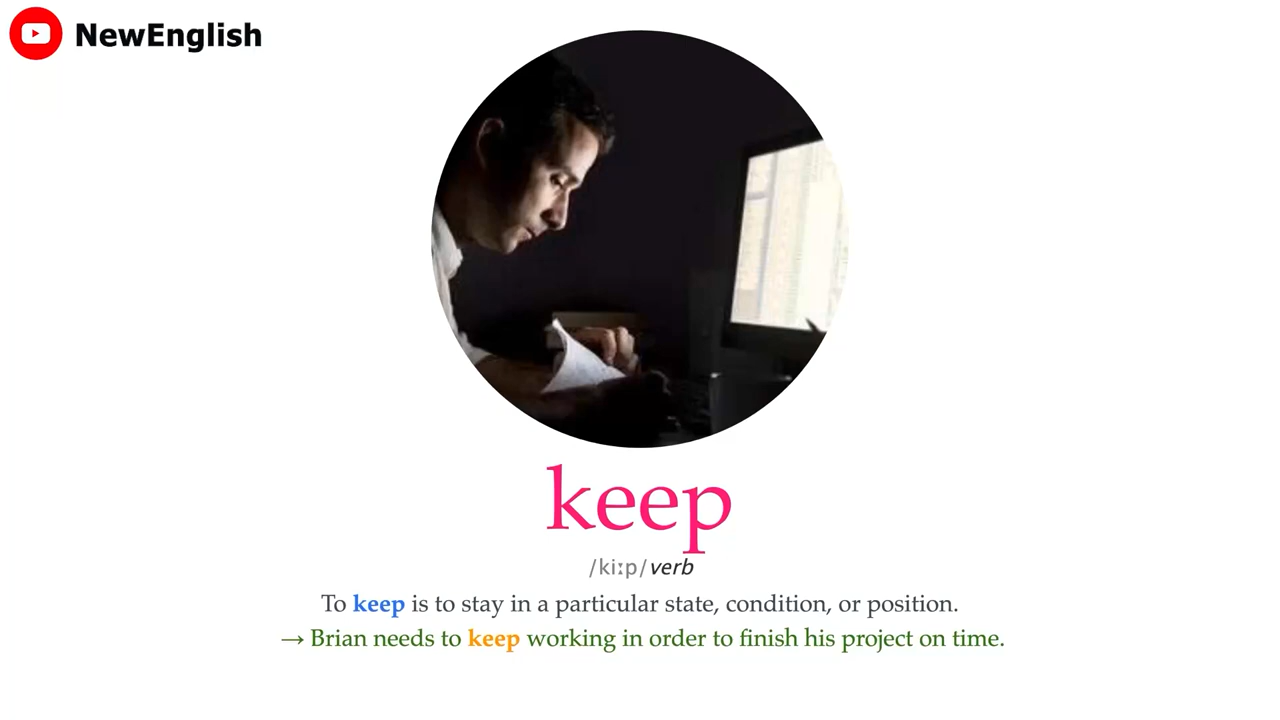 NewEnglish
keep
/kiːp/verb
To keep is to stay in a particular state, condition, or position.
→ Brian needs to keep working in order to finish his project on time.